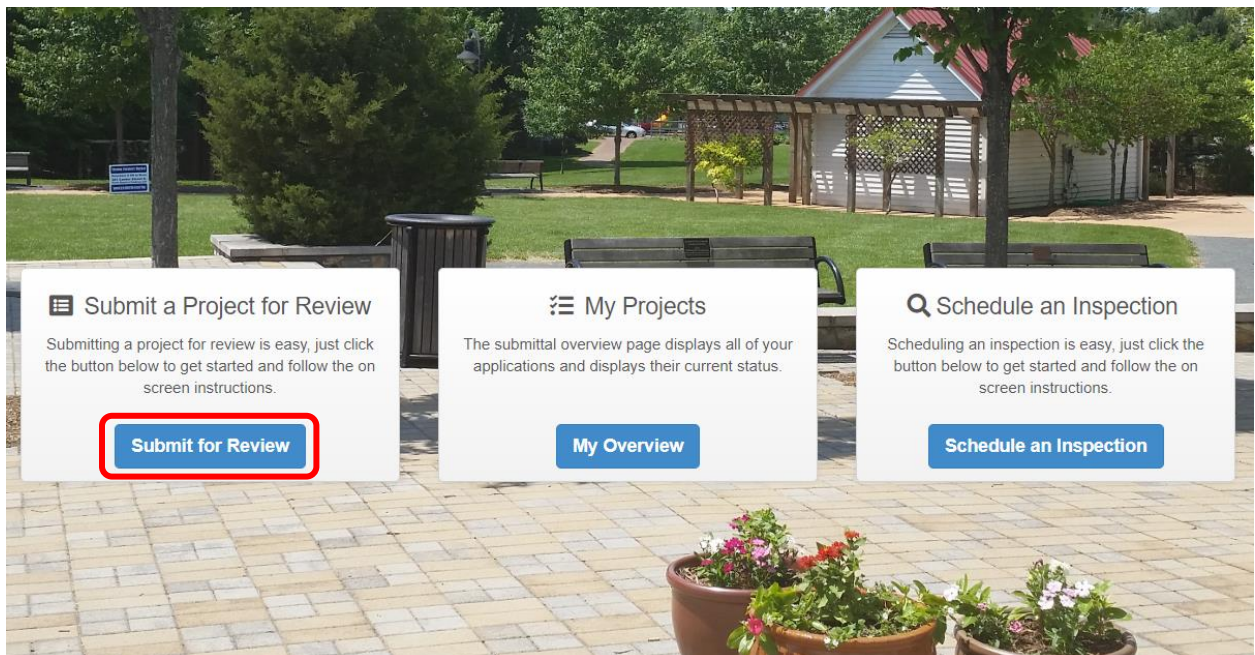 Submit a Project for Review
Submitting a project for review is easy, just click
the button below to get started and follow the on
screen instructions.
Submit for Review
My Projects
The submittal overview page displays all of your
applications and displays their current status.
My Overview
Schedule an Inspection
Scheduling an inspection is easy, just click the
button below to get started and follow the on
screen instructions.
Schedule an Inspection